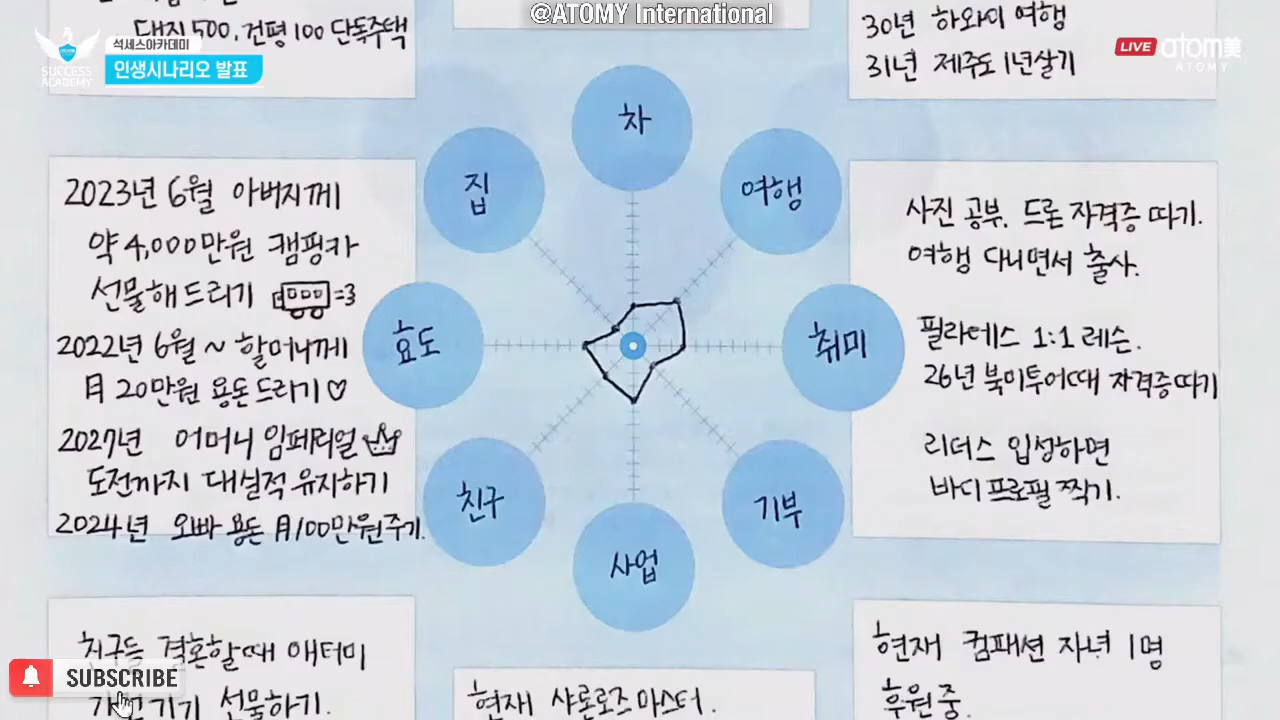 @ATOMY International
SUCCESS
ACADEMY
석세스아카데미
인생시나리오 발표
LIVE atom美
ATOMY
대지 500, 건평 100 단독주택
30년 하와이 여행
31년 제주도 1년살기
차
집
여행
효도
취미
친구
기부
사업
2023년 6월 아버지께
약 4,000만원 캠핑카
선물해드리기 =3
2022년 6월 ~ 할머니께
月 20만원 용돈드리기♡
2027년 어머니 임페리얼
도전까지 대실적 유지하기
2024년 오빠 용돈 月100만원주기.
사진 공부. 드론 자격증 따기.
여행 다니면서 출사.
필라테스 1:1 레슨.
26년 북미투어때 자격증따기
리더스 입성하면
바디프로필 찍기.
친구들 결혼할때 애터미
선물하기.
현재 샤론로즈마스터.
현재 컴패션 자녀 1명
후원중.
SUBSCRIBE